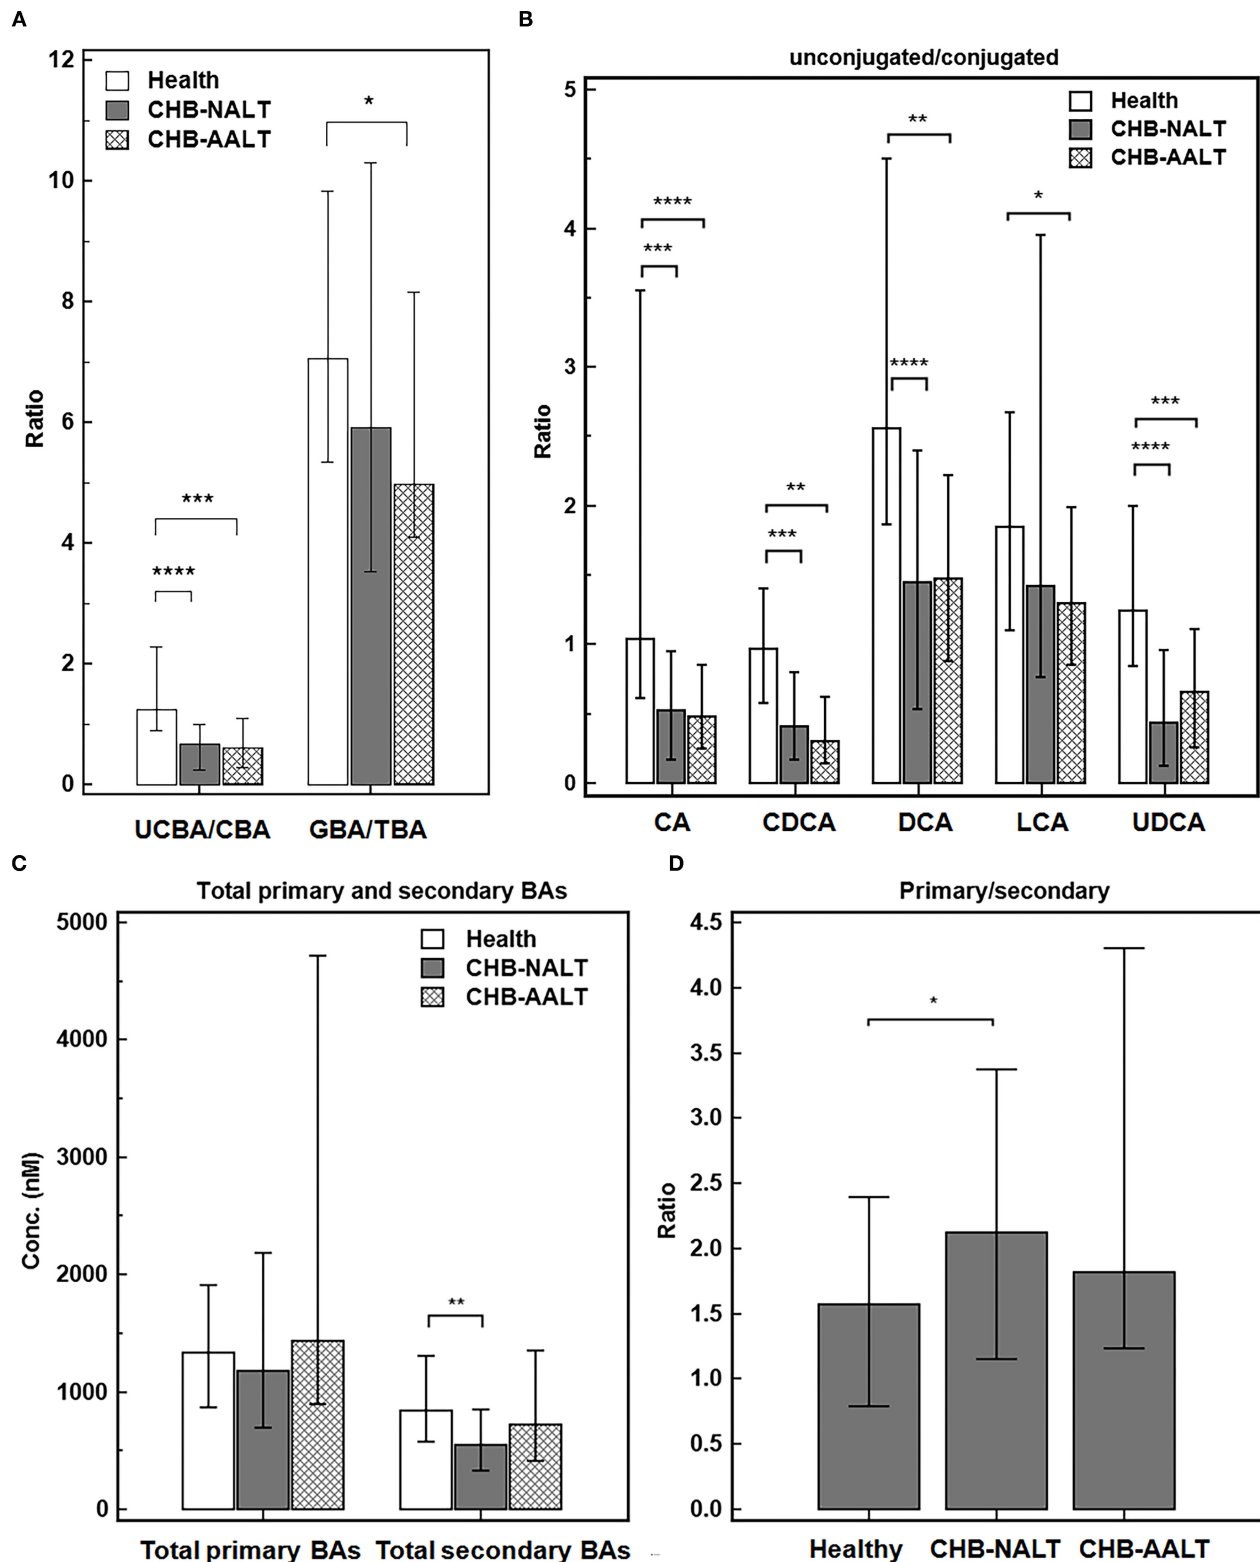 A
Health
CHB-NALT
CHB-AALT
Ratio
12
10
8
6
4
2
0
*
***
****
UCBA/CBA GBA/TBA
B
unconjugated/conjugated
Health
CHB-NALT
CHB-AALT
Ratio
5
4
3
2
1
0
****
***
**
***
**
****
*
***
****
CA CDCA DCA LCA UDCA
C
Total primary and secondary BAs
Health
CHB-NALT
CHB-AALT
Conc. (nM)
5000
4000
3000
2000
1000
0
**
Total primary BAs Total secondary BAs
D
Primary/secondary
Ratio
4.5
4.0
3.5
3.0
2.5
2.0
1.5
1.0
0.5
0.0
*
Healthy CHB-NALT CHB-AALT